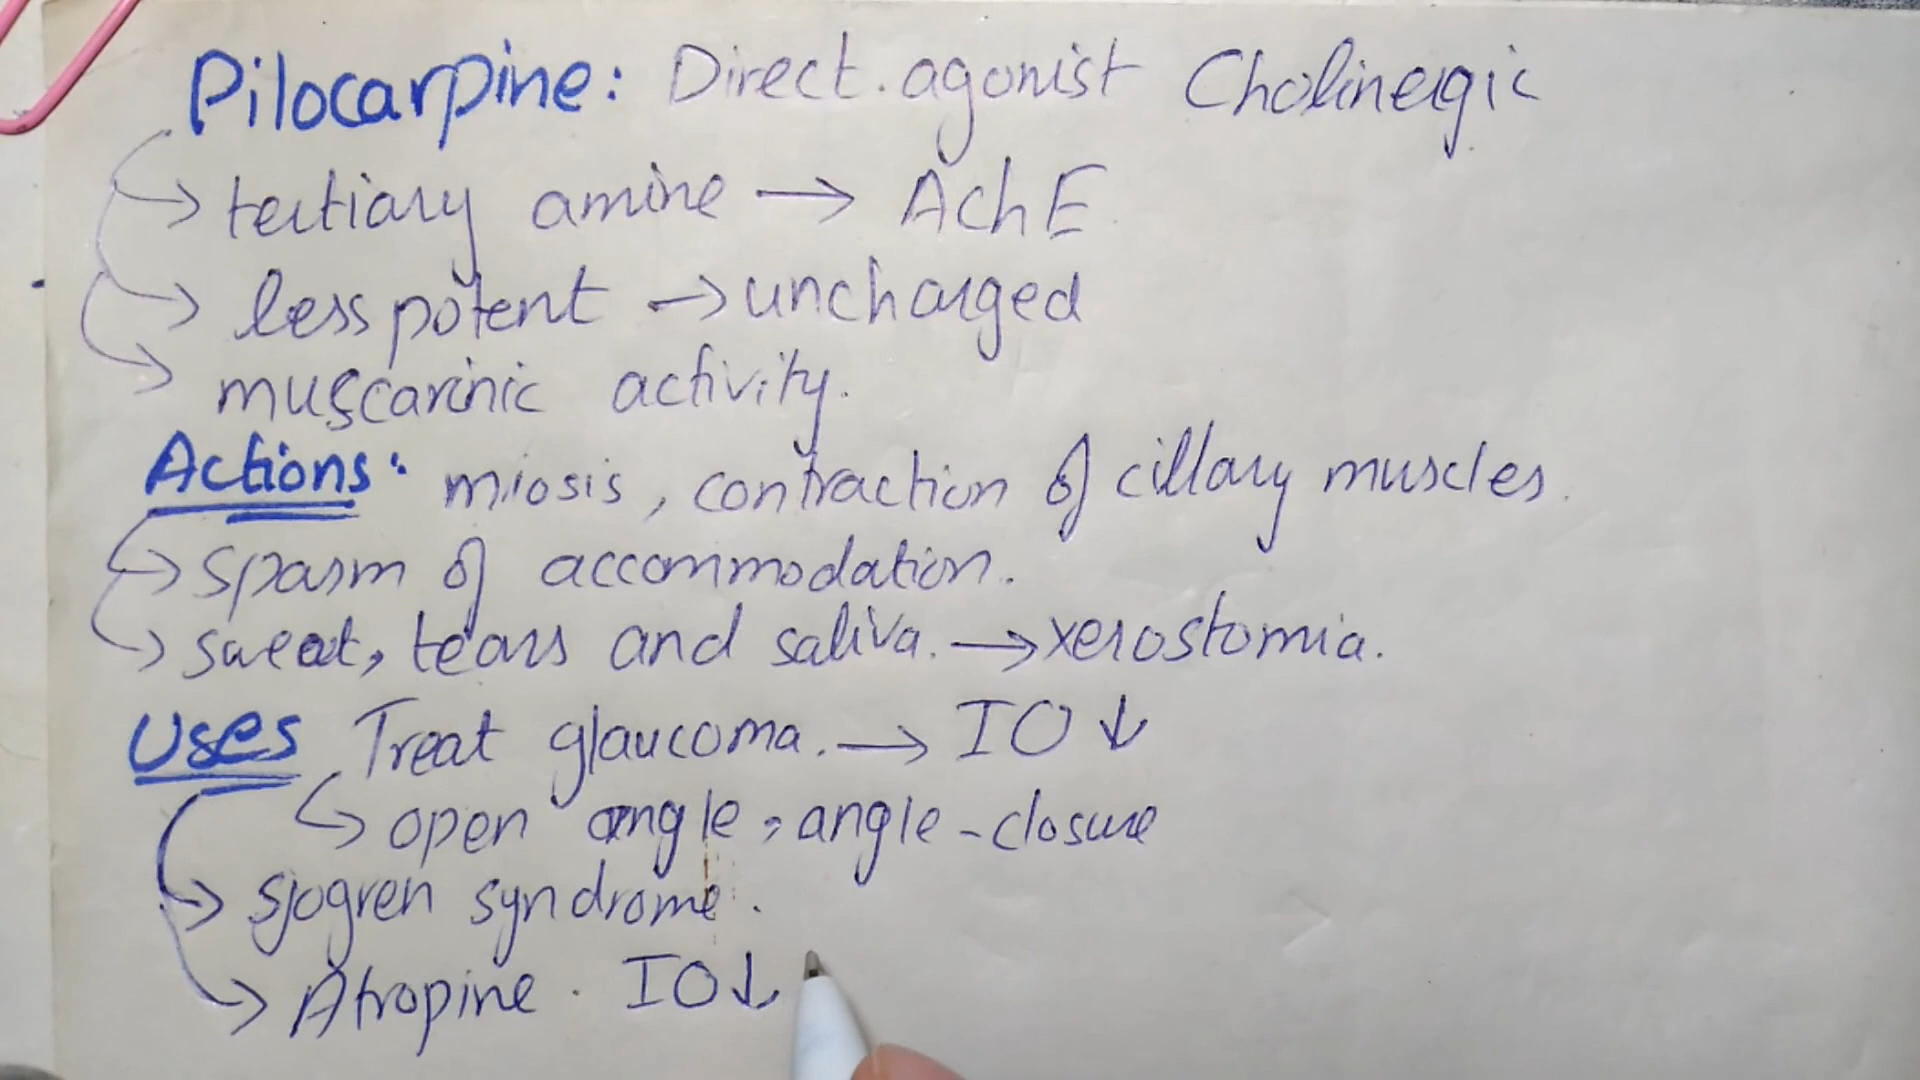 Pilocarpine: Direct. agonist Cholinergic
→ tertiary amine → AChE
→ less potent → uncharged
→ muscarinic activity.
Actions: miosis, contraction of cillary muscles.
→ spasm of accommodation.
→ sweat, tears and saliva. → xerostomia.
Uses Treat glaucoma. → IO ↓
→ open angle, angle-closure
→ sjogren syndrome.
→ Atropine. IO↓